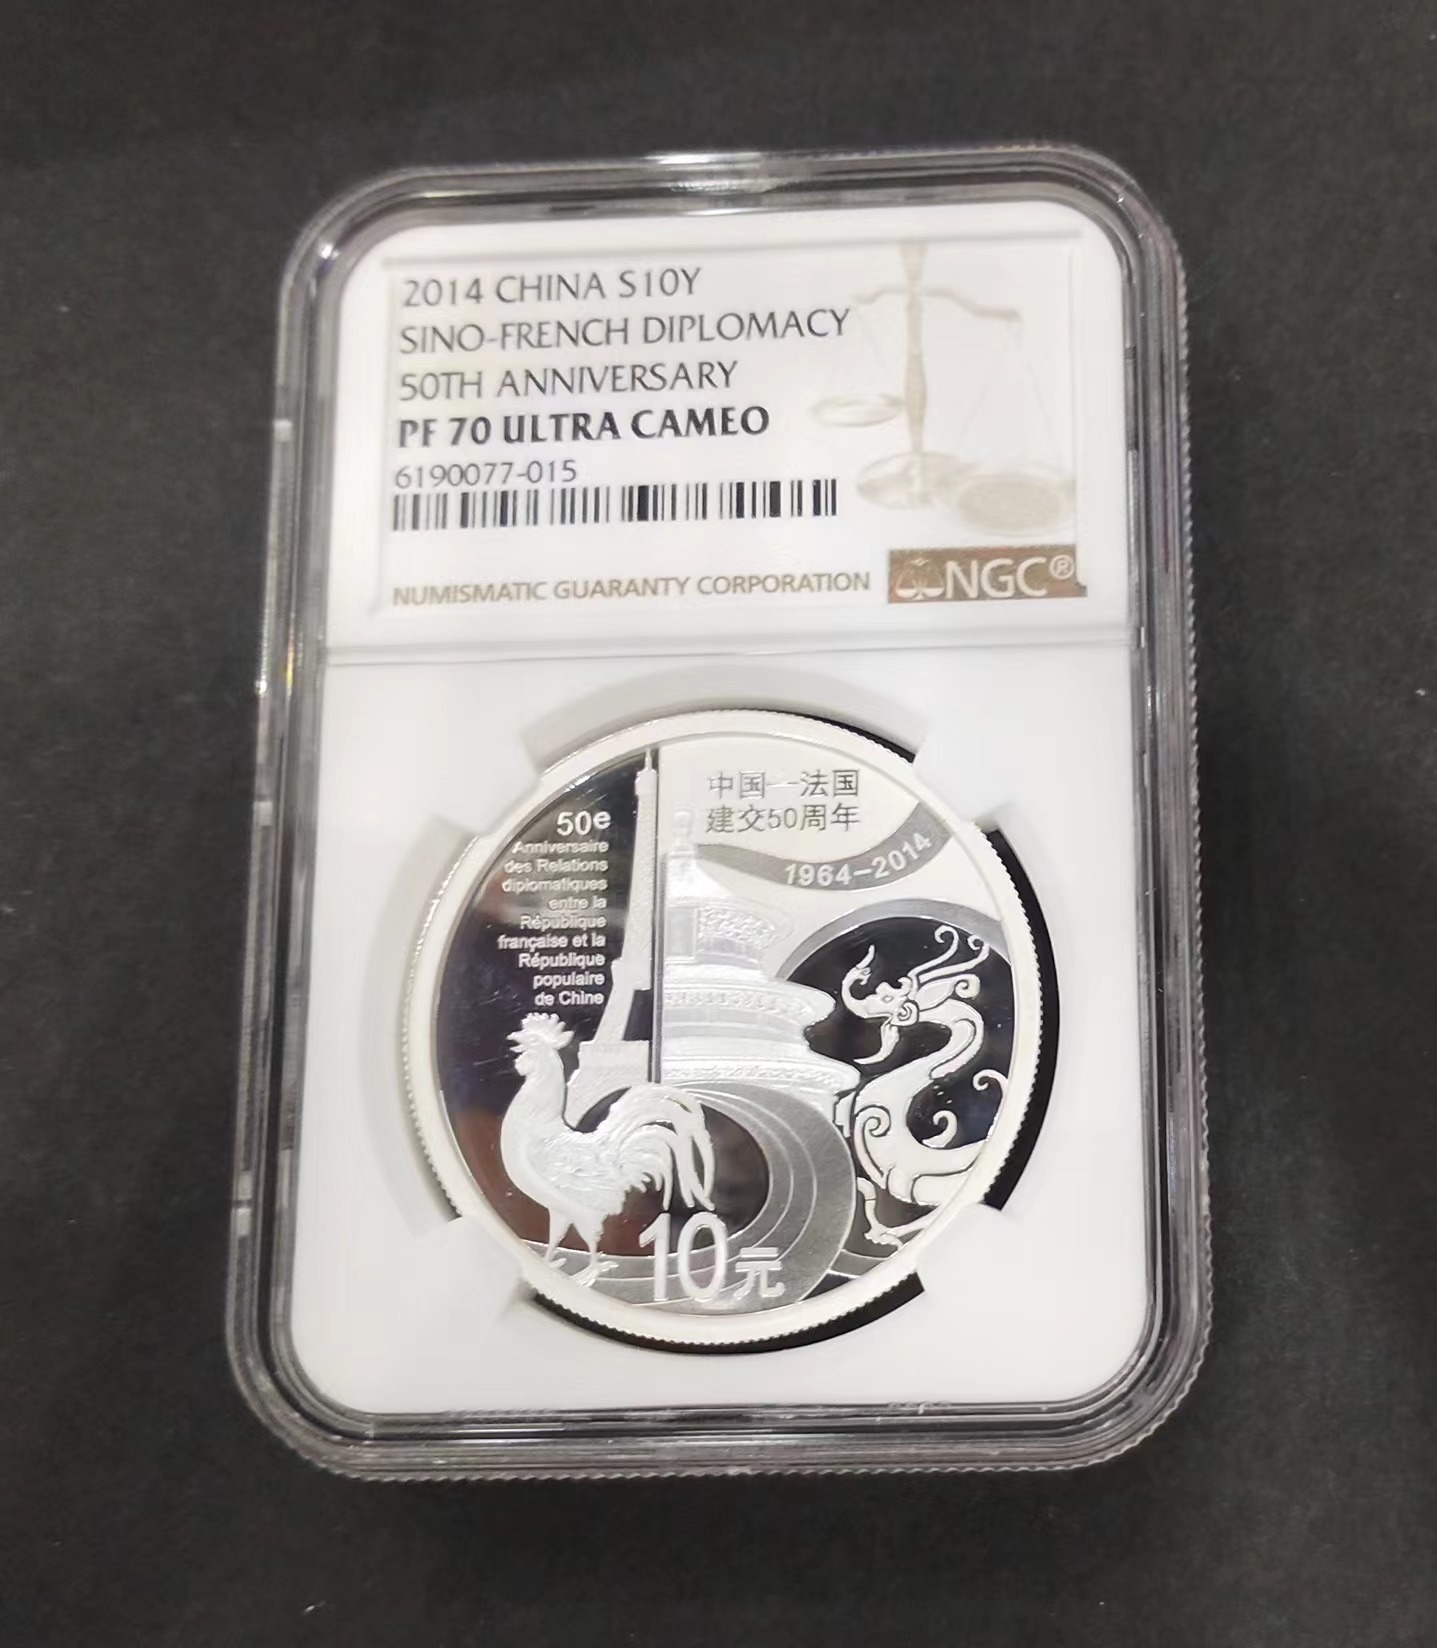 2014 CHINA S10Y
SINO-FRENCH DIPLOMACY
50TH ANNIVERSARY
PF 70 ULTRA CAMEO
6190077-015
NUMISMATIC GUARANTY CORPORATION
NGC®
50e
Anniversaire
des Relations
diplomatiques
entre la
République
française et la
République
populaire
de Chine
中国—法国
建交50周年
1964-2014
10元